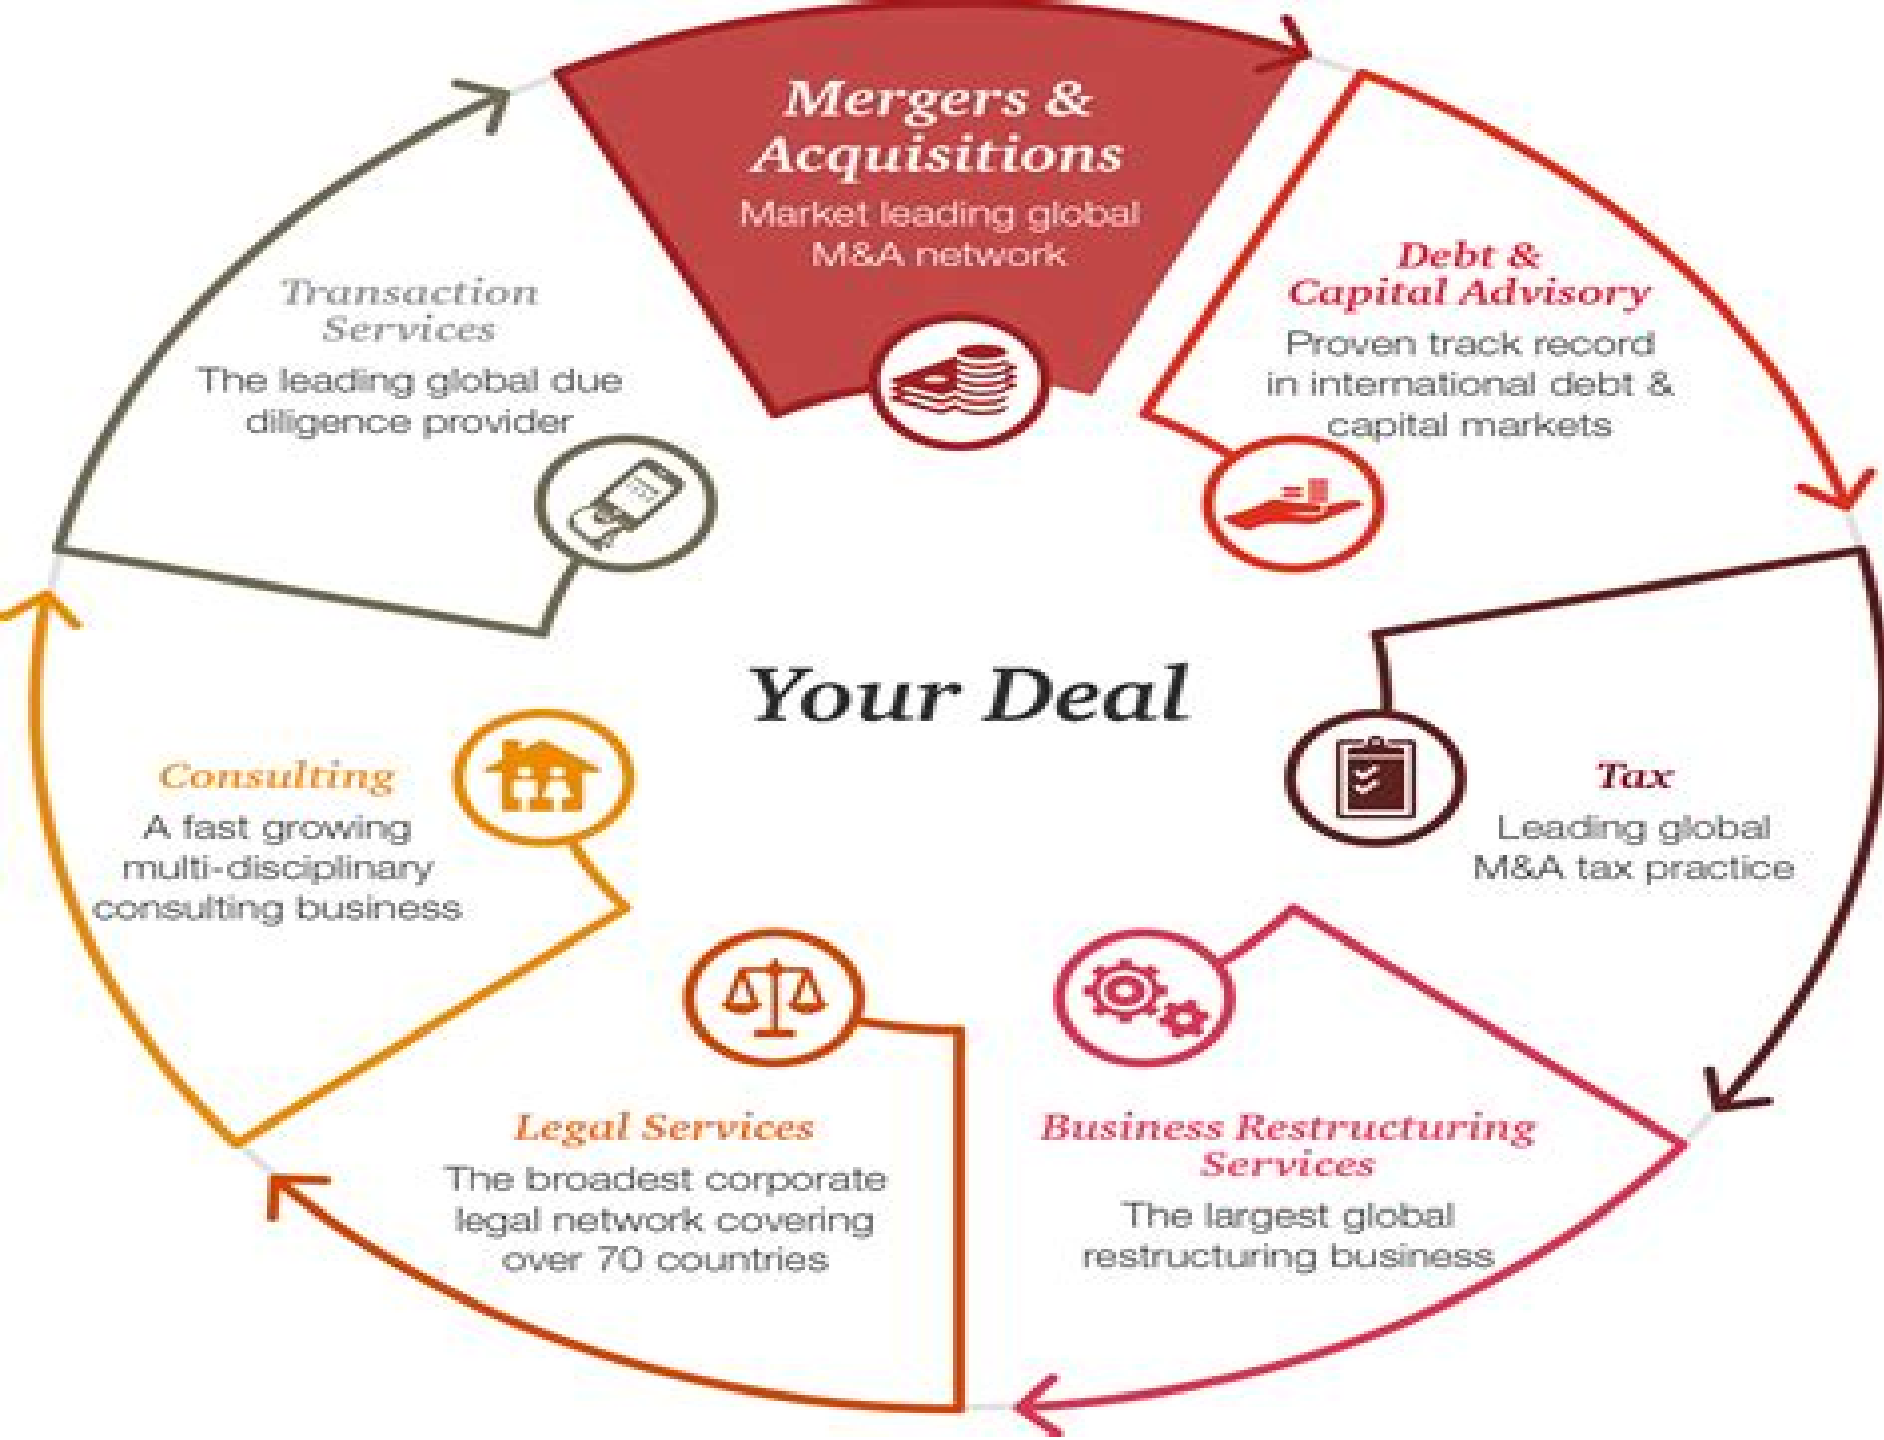 Mergers &
Acquisitions
Market leading global
M&A network
Debt &
Capital Advisory
Proven track record
in international debt &
capital markets
Tax
Leading global
M&A tax practice
Business Restructuring
Services
The largest global
restructuring business
Legal Services
The broadest corporate
legal network covering
over 70 countries
Consulting
A fast growing
multi-disciplinary
consulting business
Transaction
Services
The leading global due
diligence provider
Your Deal